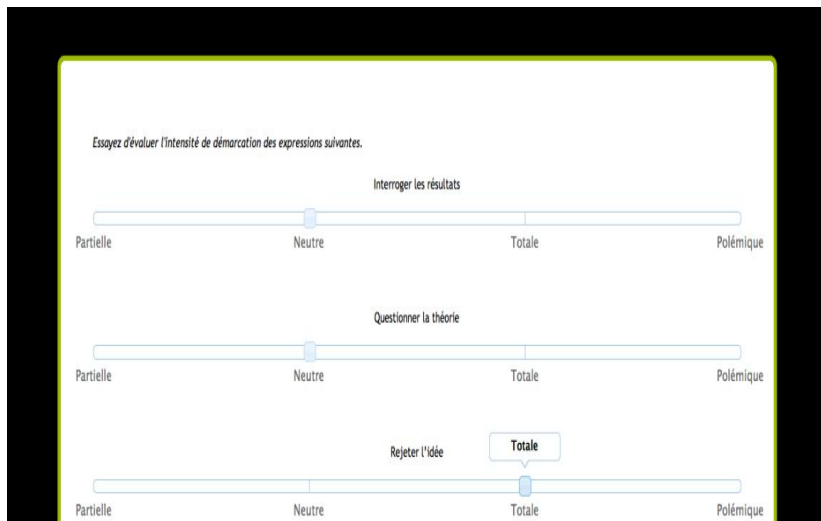 Essayez d'évaluer l'intensité de démarcation des expressions suivantes.
Interroger les résultats
Partielle Neutre Totale Polémique
Questionner la théorie
Partielle Neutre Totale Polémique
Rejeter l'idée Totale
Partielle Neutre Totale Polémique